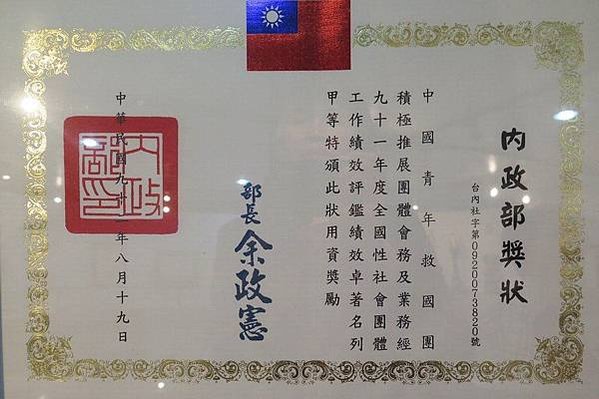 內政部獎狀
台內社字第0920073820號
中國青年救國團
積極推展團體會務及業務經
九十一年度全國性社會團體
工作績效評鑑績效卓著名列
甲等特頒此狀用資獎勵
部長 余政憲
中華民國九十二年八月十九日
內政部印